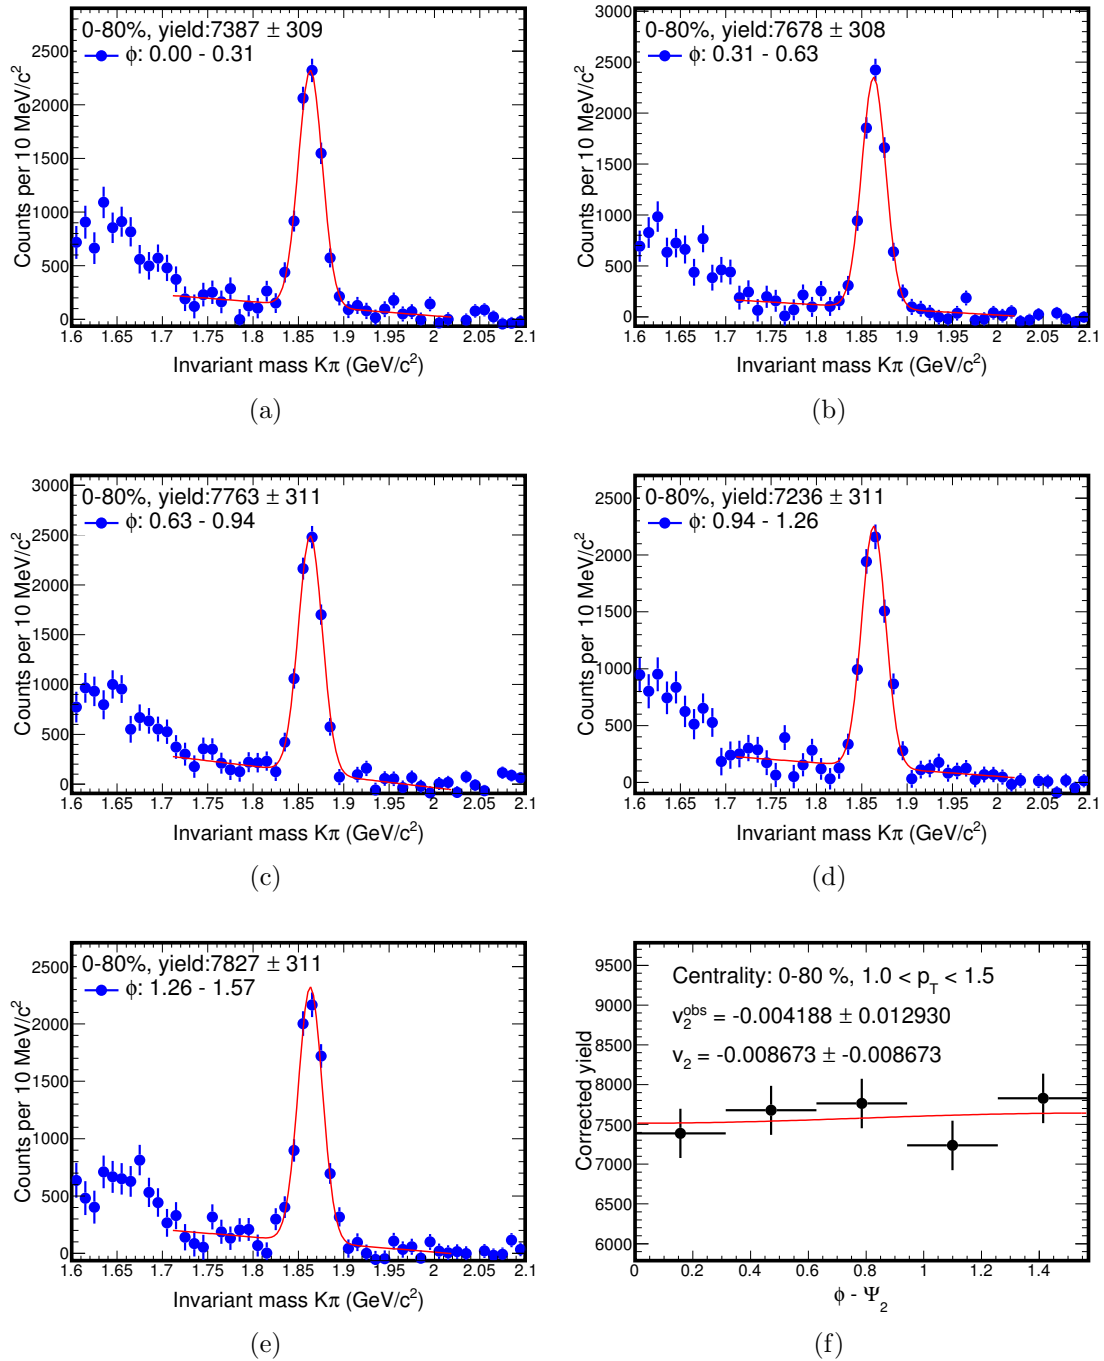 0-80%, yield:7387 ± 309
ϕ: 0.00 - 0.31
Counts per 10 MeV/c²
2500
2000
1500
1000
500
0
1.6 1.65 1.7 1.75 1.8 1.85 1.9 1.95 2 2.05 2.1
Invariant mass Kπ (GeV/c²)
(a)
0-80%, yield:7678 ± 308
ϕ: 0.31 - 0.63
Counts per 10 MeV/c²
3000
2500
2000
1500
1000
500
0
1.6 1.65 1.7 1.75 1.8 1.85 1.9 1.95 2 2.05 2.1
Invariant mass Kπ (GeV/c²)
(b)
0-80%, yield:7763 ± 311
ϕ: 0.63 - 0.94
Counts per 10 MeV/c²
3000
2500
2000
1500
1000
500
0
1.6 1.65 1.7 1.75 1.8 1.85 1.9 1.95 2 2.05 2.1
Invariant mass Kπ (GeV/c²)
(c)
0-80%, yield:7236 ± 311
ϕ: 0.94 - 1.26
Counts per 10 MeV/c²
2500
2000
1500
1000
500
0
1.6 1.65 1.7 1.75 1.8 1.85 1.9 1.95 2 2.05 2.1
Invariant mass Kπ (GeV/c²)
(d)
0-80%, yield:7827 ± 311
ϕ: 1.26 - 1.57
Counts per 10 MeV/c²
2500
2000
1500
1000
500
0
1.6 1.65 1.7 1.75 1.8 1.85 1.9 1.95 2 2.05 2.1
Invariant mass Kπ (GeV/c²)
(e)
Centrality: 0-80 %, 1.0 < p_T < 1.5
v₂^obs = -0.004188 ± 0.012930
v₂ = -0.008673 ± -0.008673
Corrected yield
9500
9000
8500
8000
7500
7000
6500
6000
0 0.2 0.4 0.6 0.8 1 1.2 1.4
ϕ - Ψ₂
(f)